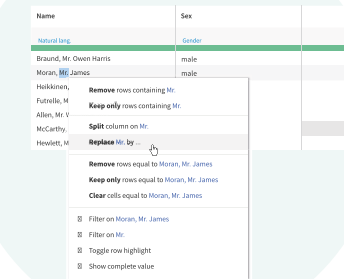 Name Sex
Natural lang. Gender
Braund, Mr. Owen Harris male
Moran, Mr. James male
Heikkinen,
Remove rows containing Mr.
Futrelle, M
Keep only rows containing Mr.
Allen, Mr. W
Split column on Mr.
McCarthy,
Replace Mr. by ...
Hewlett, M
Remove rows equal to Moran, Mr. James
Keep only rows equal to Moran, Mr. James
Clear cells equal to Moran, Mr. James
Filter on Moran, Mr. James
Filter on Mr.
Toggle row highlight
Show complete value